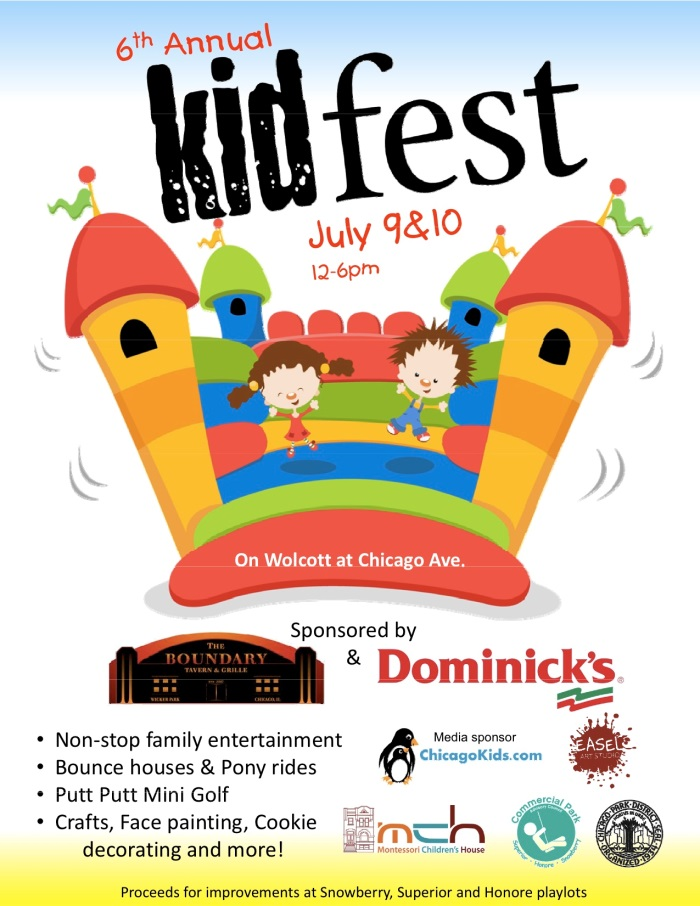 6th Annual
kidfest
July 9&10
12-6pm
On Wolcott at Chicago Ave.
Sponsored by
THE
BOUNDARY
TAVERN & GRILLE
WICKER PARK
CHICAGO, IL
&
Dominick's®
• Non-stop family entertainment
• Bounce houses & Pony rides
• Putt Putt Mini Golf
• Crafts, Face painting, Cookie
decorating and more!
Media sponsor
ChicagoKids.com
EASEL
ART STUDIO
mch
Montessori Children's House
Commercial Park
Advisory Council
Superior - Honore - Snowberry
CHICAGO PARK DISTRICT SEAL
ORGANIZED 1934
Proceeds for improvements at Snowberry, Superior and Honore playlots